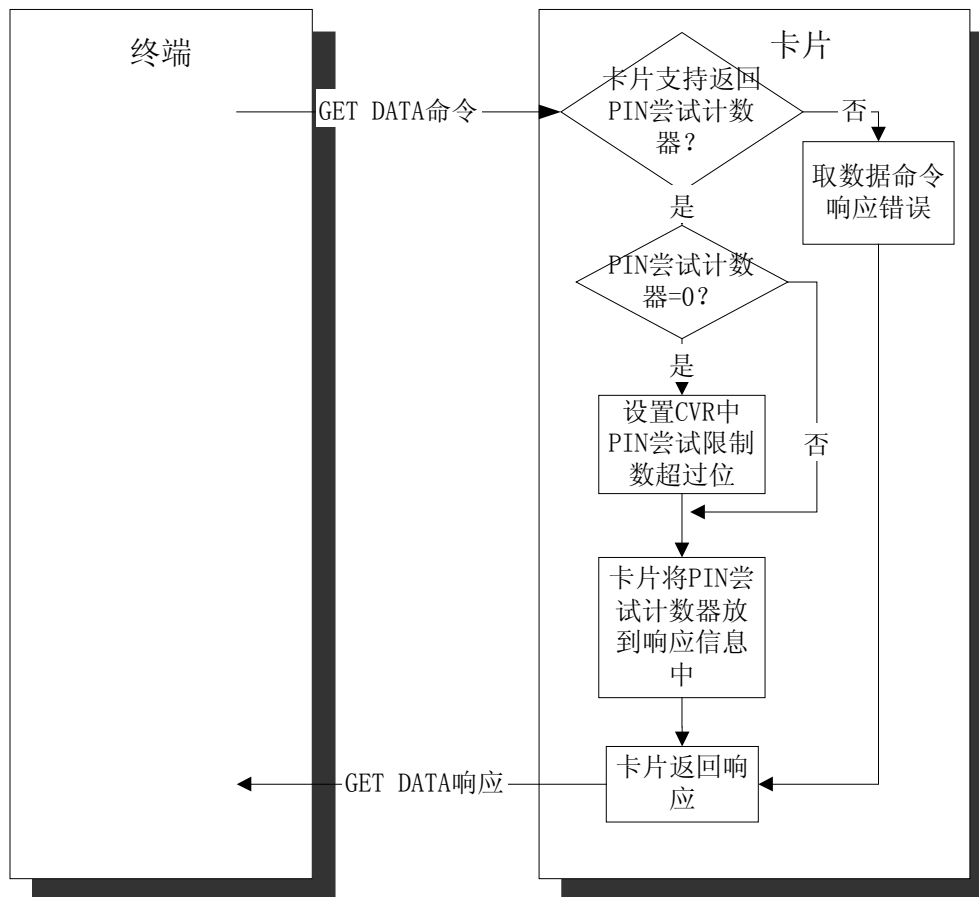 终端
卡片
GET DATA命令
卡片支持返回
PIN尝试计数
器？
否
取数据命令
响应错误
是
PIN尝试计数
器=0？
是
设置CVR中
PIN尝试限制
数超过位
否
卡片将PIN尝
试计数器放
到响应信息
中
卡片返回响
应
GET DATA响应